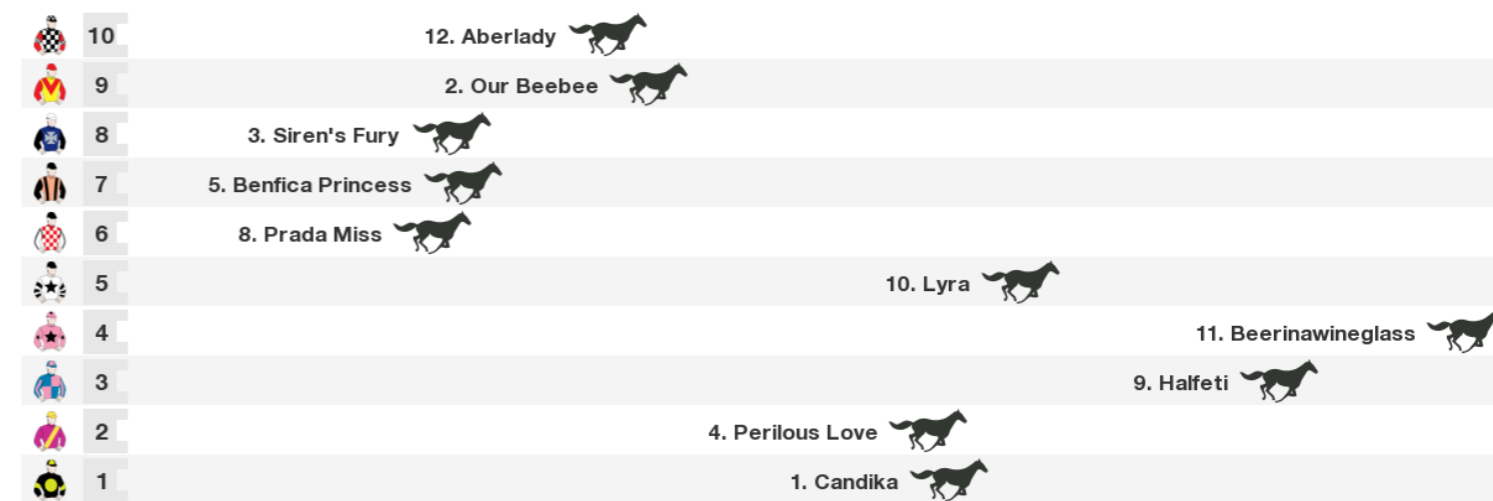 10 12. Aberlady
9 2. Our Beebee
8 3. Siren's Fury
7 5. Benfica Princess
6 8. Prada Miss
5 10. Lyra
4 11. Beerinawineglass
3 9. Halfeti
2 4. Perilous Love
1 1. Candika